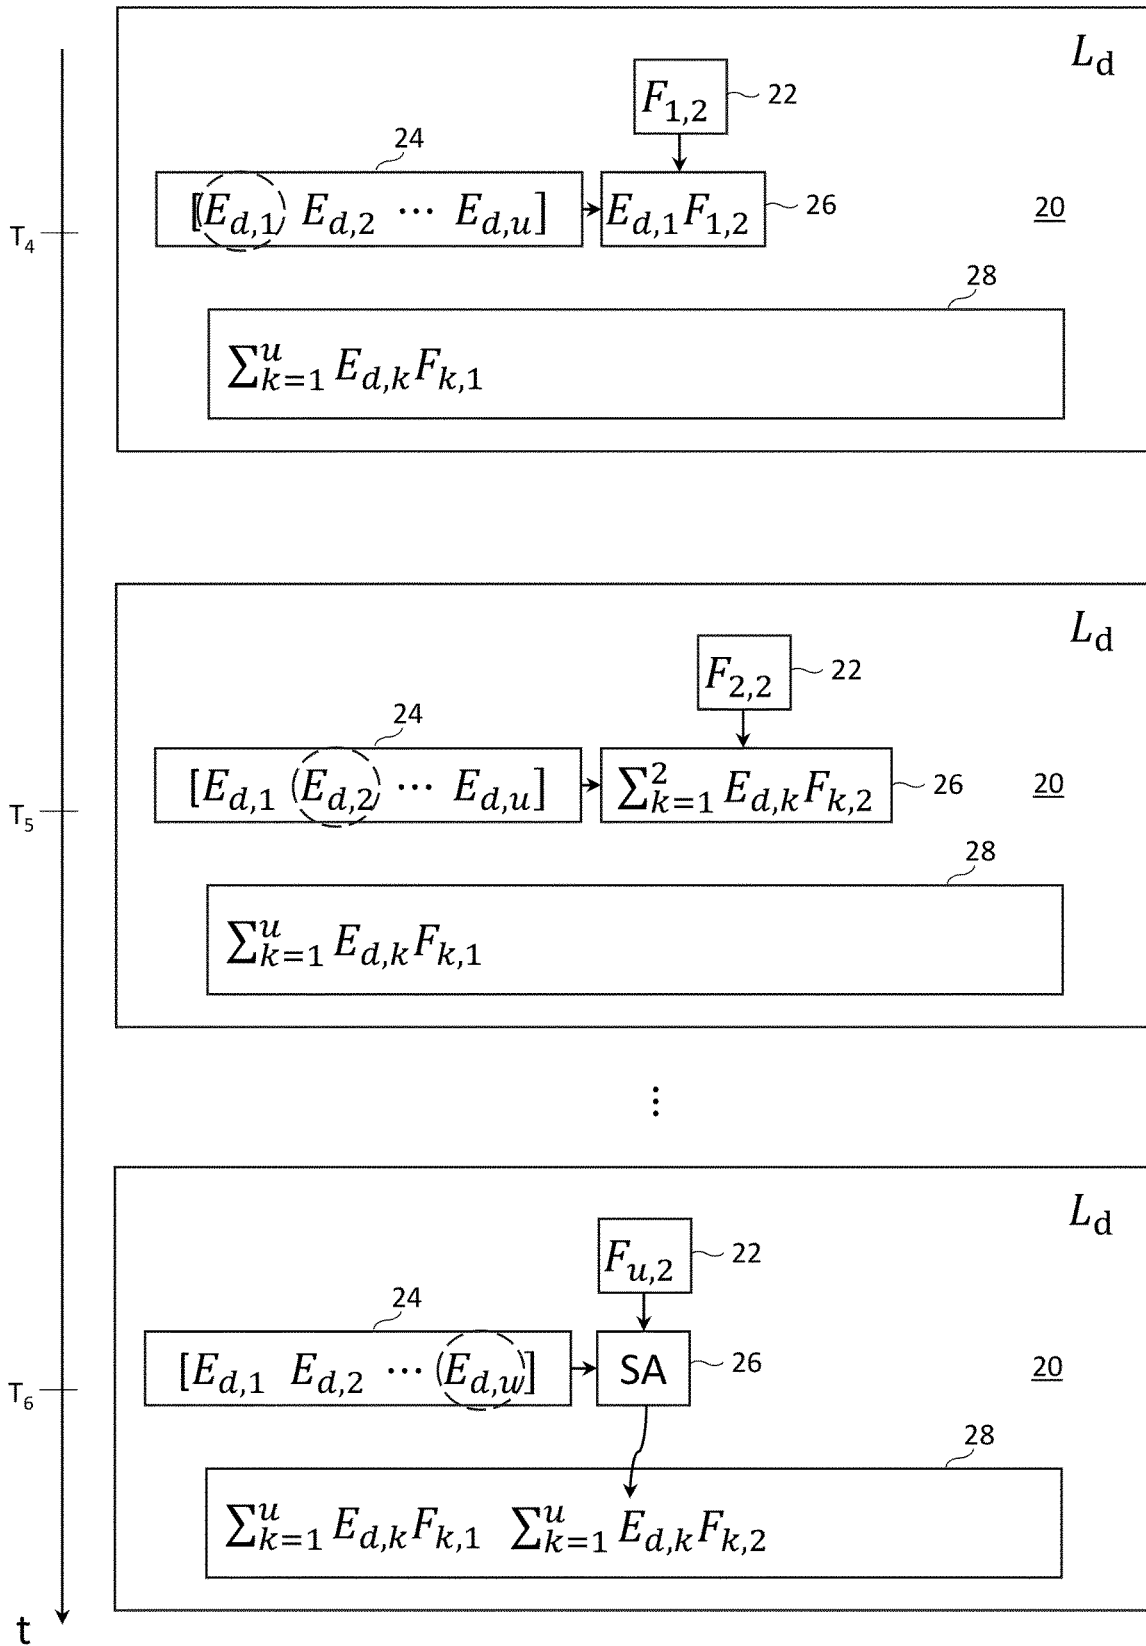 L_d
F_{1,2} 22
24
[E_{d,1} E_{d,2} ⋯ E_{d,u}] E_{d,1}F_{1,2} 26 20
T_4
28
∑_{k=1}^{u} E_{d,k}F_{k,1}
L_d
F_{2,2} 22
24
[E_{d,1} E_{d,2} ⋯ E_{d,u}] ∑_{k=1}^{2} E_{d,k}F_{k,2} 26 20
T_5
28
∑_{k=1}^{u} E_{d,k}F_{k,1}
⋮
L_d
F_{u,2} 22
24
[E_{d,1} E_{d,2} ⋯ E_{d,u}] SA 26 20
T_6
28
∑_{k=1}^{u} E_{d,k}F_{k,1} ∑_{k=1}^{u} E_{d,k}F_{k,2}
t